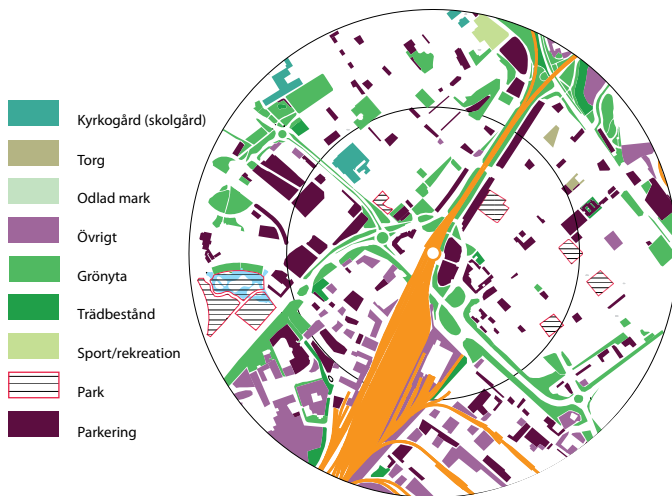 Kyrkogård (skolgård)
Torg
Odlad mark
Övrigt
Grönyta
Trädbestånd
Sport/rekreation
Park
Parkering